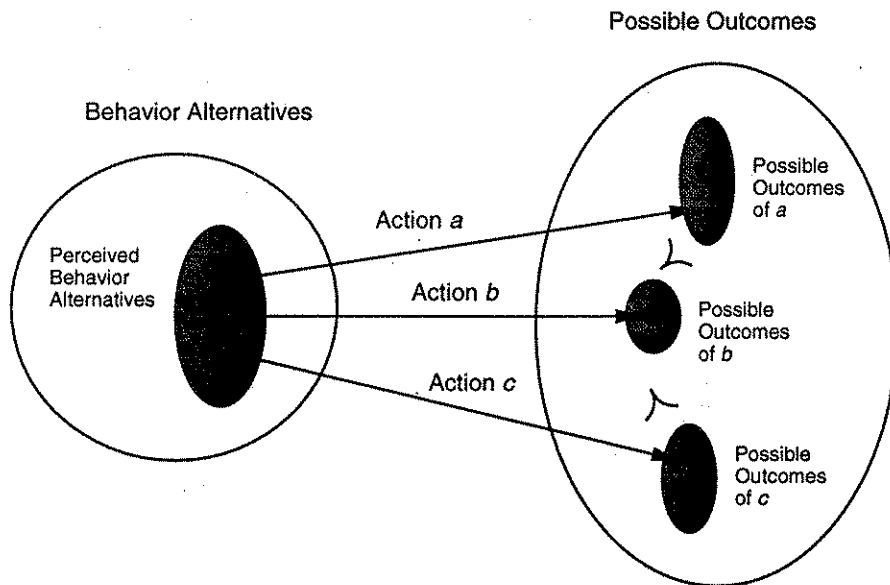 Possible Outcomes
Behavior Alternatives
Possible
Outcomes
of a
Action a
Perceived
Behavior
Alternatives
Action b
Possible
Outcomes
of b
Action c
Possible
Outcomes
of c